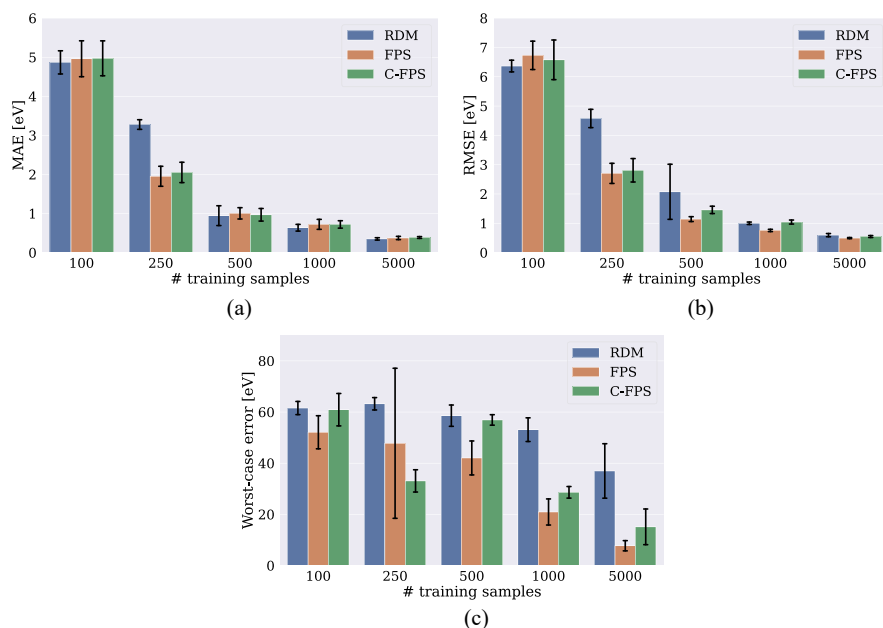 6
5
4
3
2
1
0
MAE [eV]
RDM
FPS
C-FPS
100 250 500 1000 5000
# training samples
(a)
8
7
6
5
4
3
2
1
0
RMSE [eV]
RDM
FPS
C-FPS
100 250 500 1000 5000
# training samples
(b)
80
60
40
20
0
Worst-case error [eV]
RDM
FPS
C-FPS
100 250 500 1000 5000
# training samples
(c)